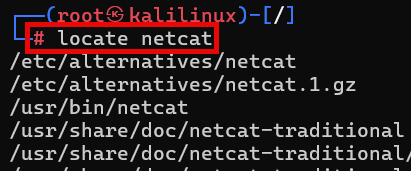 ┌──(root㉿kalilinux)-[/]
└─# locate netcat
/etc/alternatives/netcat
/etc/alternatives/netcat.1.gz
/usr/bin/netcat
/usr/share/doc/netcat-traditional
/usr/share/doc/netcat-traditional/